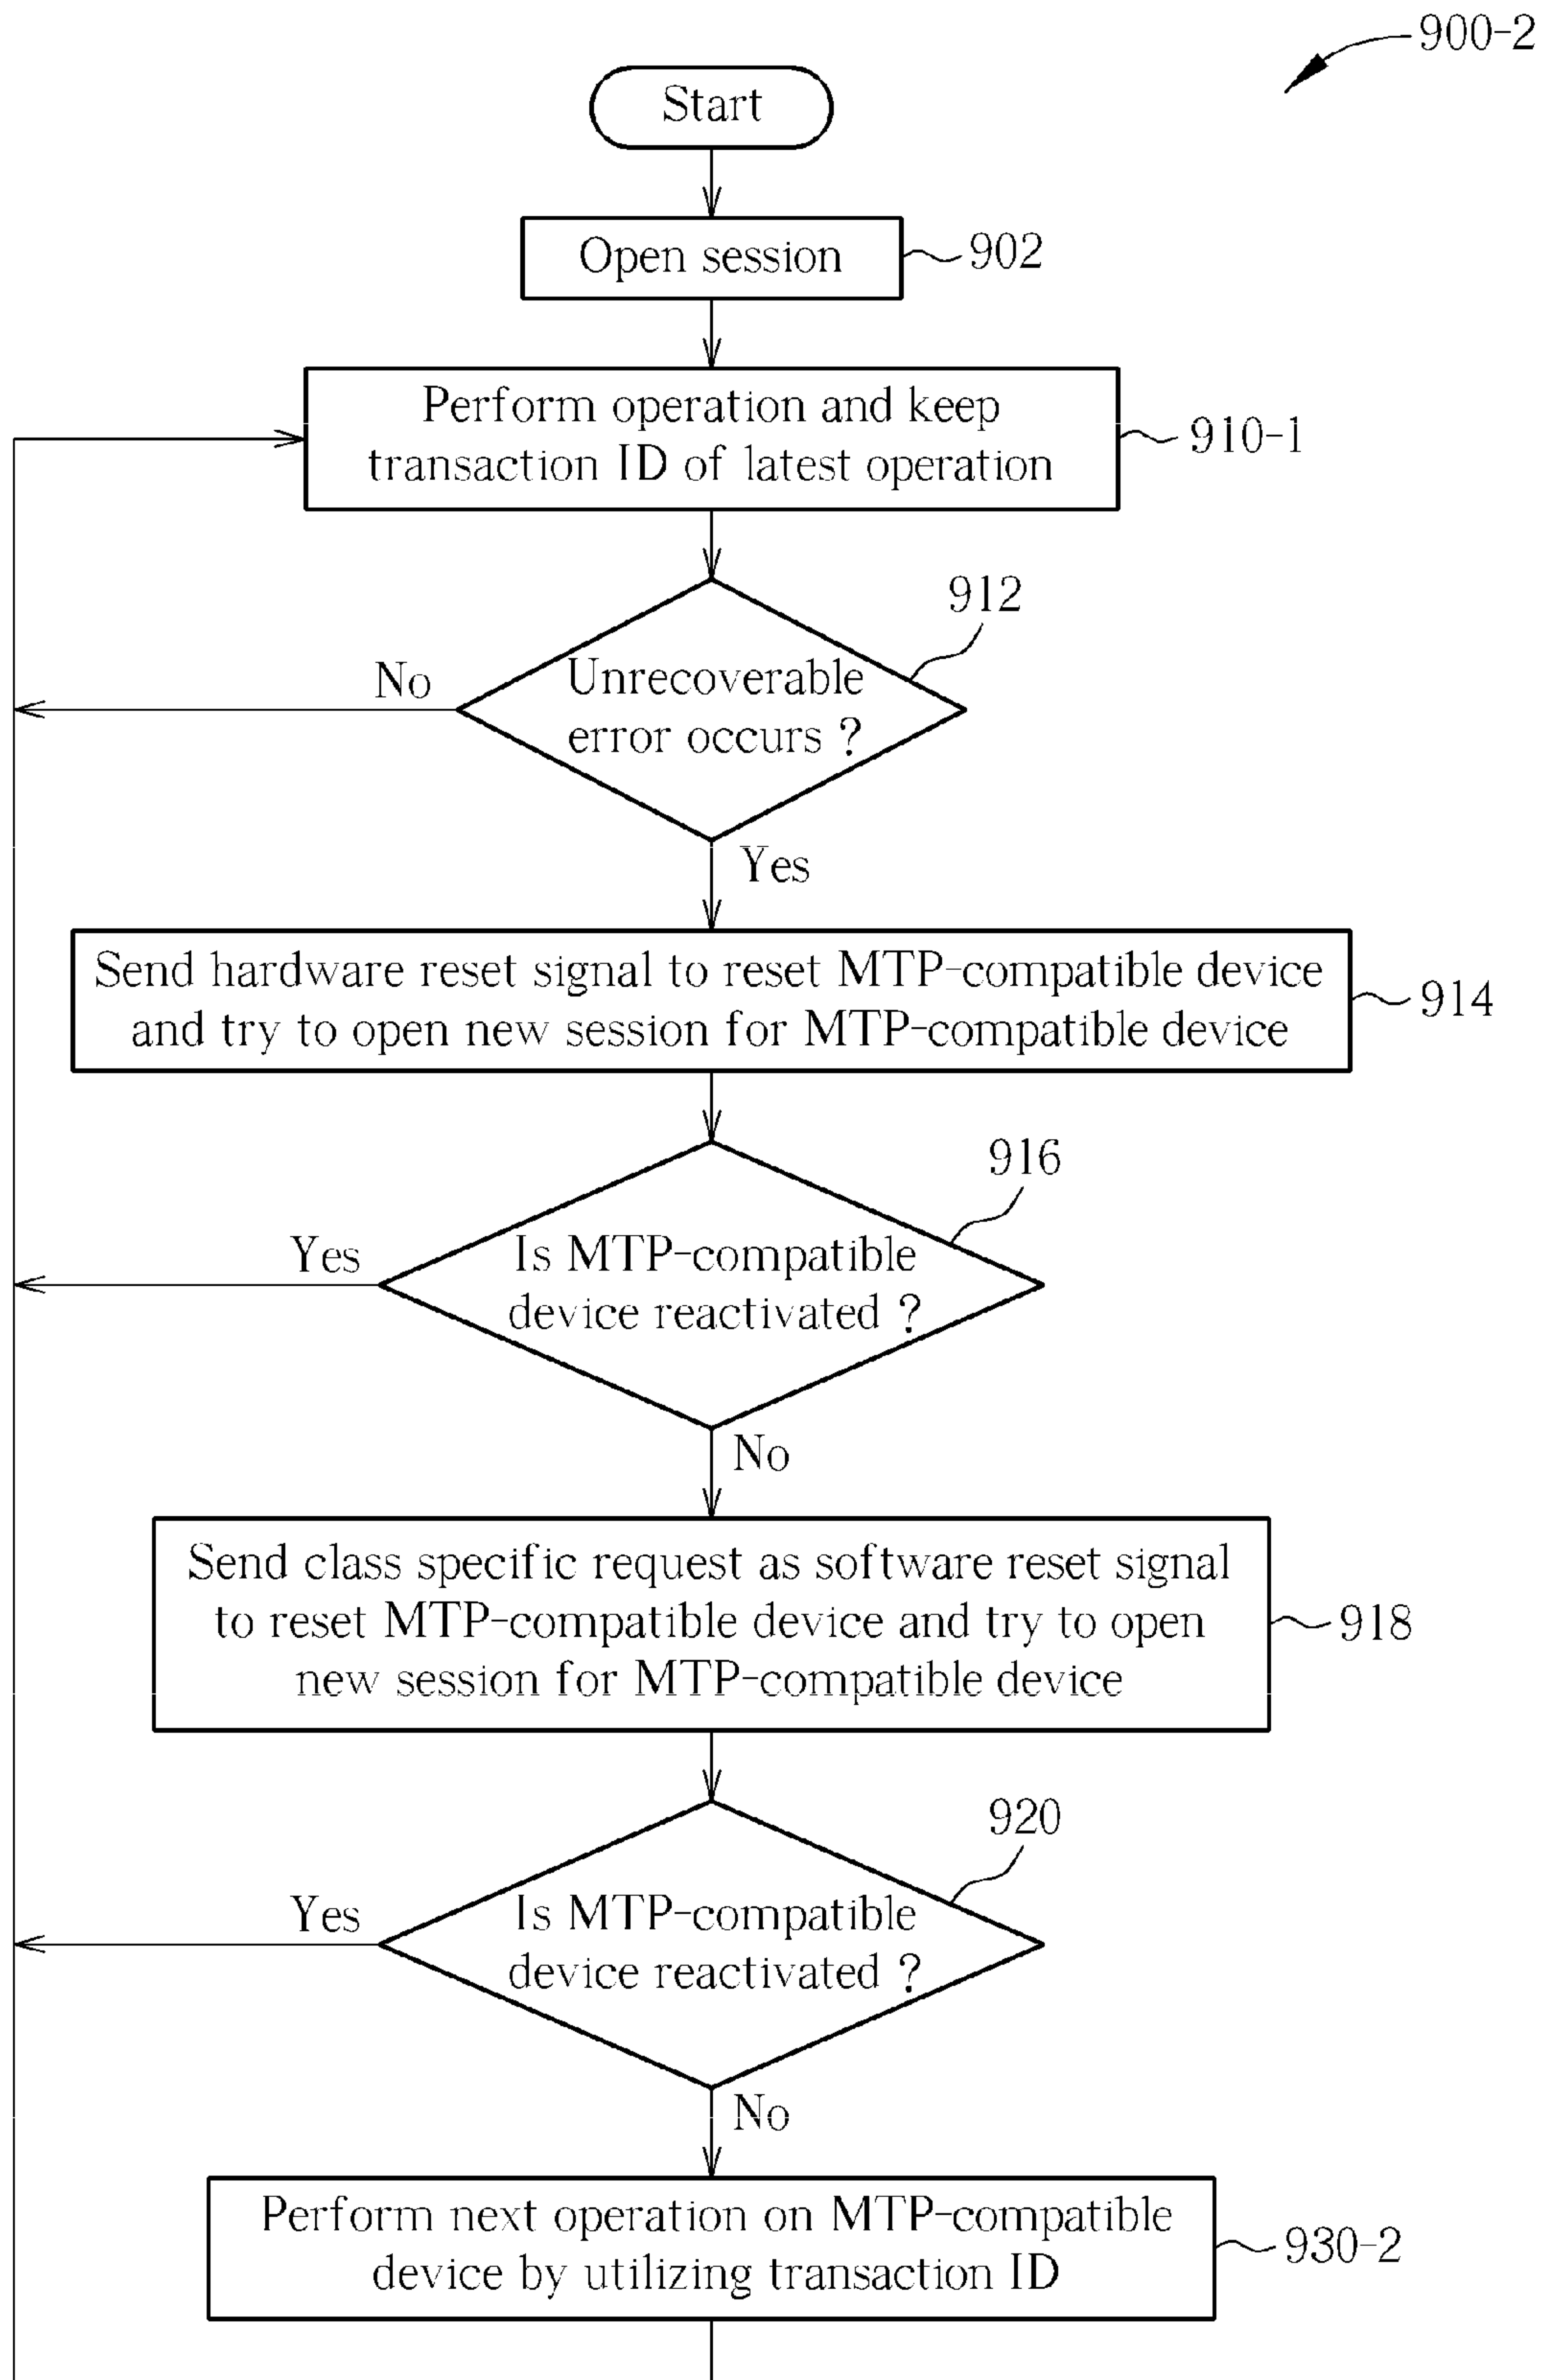 900-2
Start
Open session
902
Perform operation and keep
transaction ID of latest operation
910-1
912
Unrecoverable
error occurs ?
No
Yes
Send hardware reset signal to reset MTP-compatible device
and try to open new session for MTP-compatible device
914
916
Is MTP-compatible
device reactivated ?
Yes
No
Send class specific request as software reset signal
to reset MTP-compatible device and try to open
new session for MTP-compatible device
918
920
Is MTP-compatible
device reactivated ?
Yes
No
Perform next operation on MTP-compatible
device by utilizing transaction ID
930-2